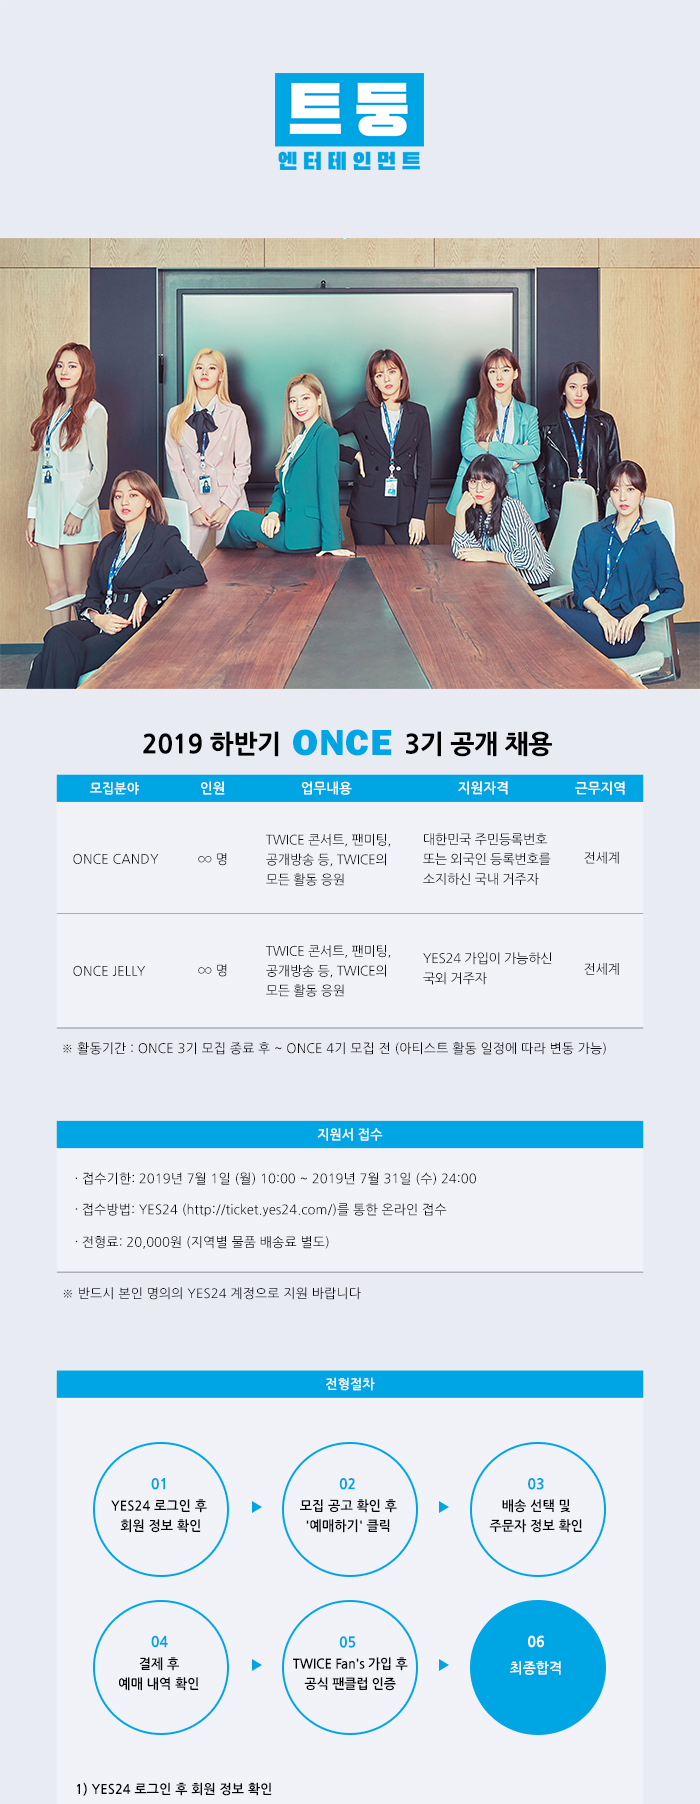 트둥
엔터테인먼트
2019 하반기 ONCE 3기 공개 채용
모집분야 인원 업무내용 지원자격 근무지역
ONCE CANDY
∞ 명
TWICE 콘서트, 팬미팅,
공개방송 등, TWICE의
모든 활동 응원
대한민국 주민등록번호
또는 외국인 등록번호를
소지하신 국내 거주자
전세계
ONCE JELLY
∞ 명
TWICE 콘서트, 팬미팅,
공개방송 등, TWICE의
모든 활동 응원
YES24 가입이 가능하신
국외 거주자
전세계
※ 활동기간 : ONCE 3기 모집 종료 후 ~ ONCE 4기 모집 전 (아티스트 활동 일정에 따라 변동 가능)
지원서 접수
· 접수기한: 2019년 7월 1일 (월) 10:00 ~ 2019년 7월 31일 (수) 24:00
· 접수방법: YES24 (http://ticket.yes24.com/)를 통한 온라인 접수
· 전형료: 20,000원 (지역별 물품 배송료 별도)
※ 반드시 본인 명의의 YES24 계정으로 지원 바랍니다
전형절차
01
YES24 로그인 후
회원 정보 확인
02
모집 공고 확인 후
'예매하기' 클릭
03
배송 선택 및
주문자 정보 확인
04
결제 후
예매 내역 확인
05
TWICE Fan's 가입 후
공식 팬클럽 인증
06
최종합격
1) YES24 로그인 후 회원 정보 확인